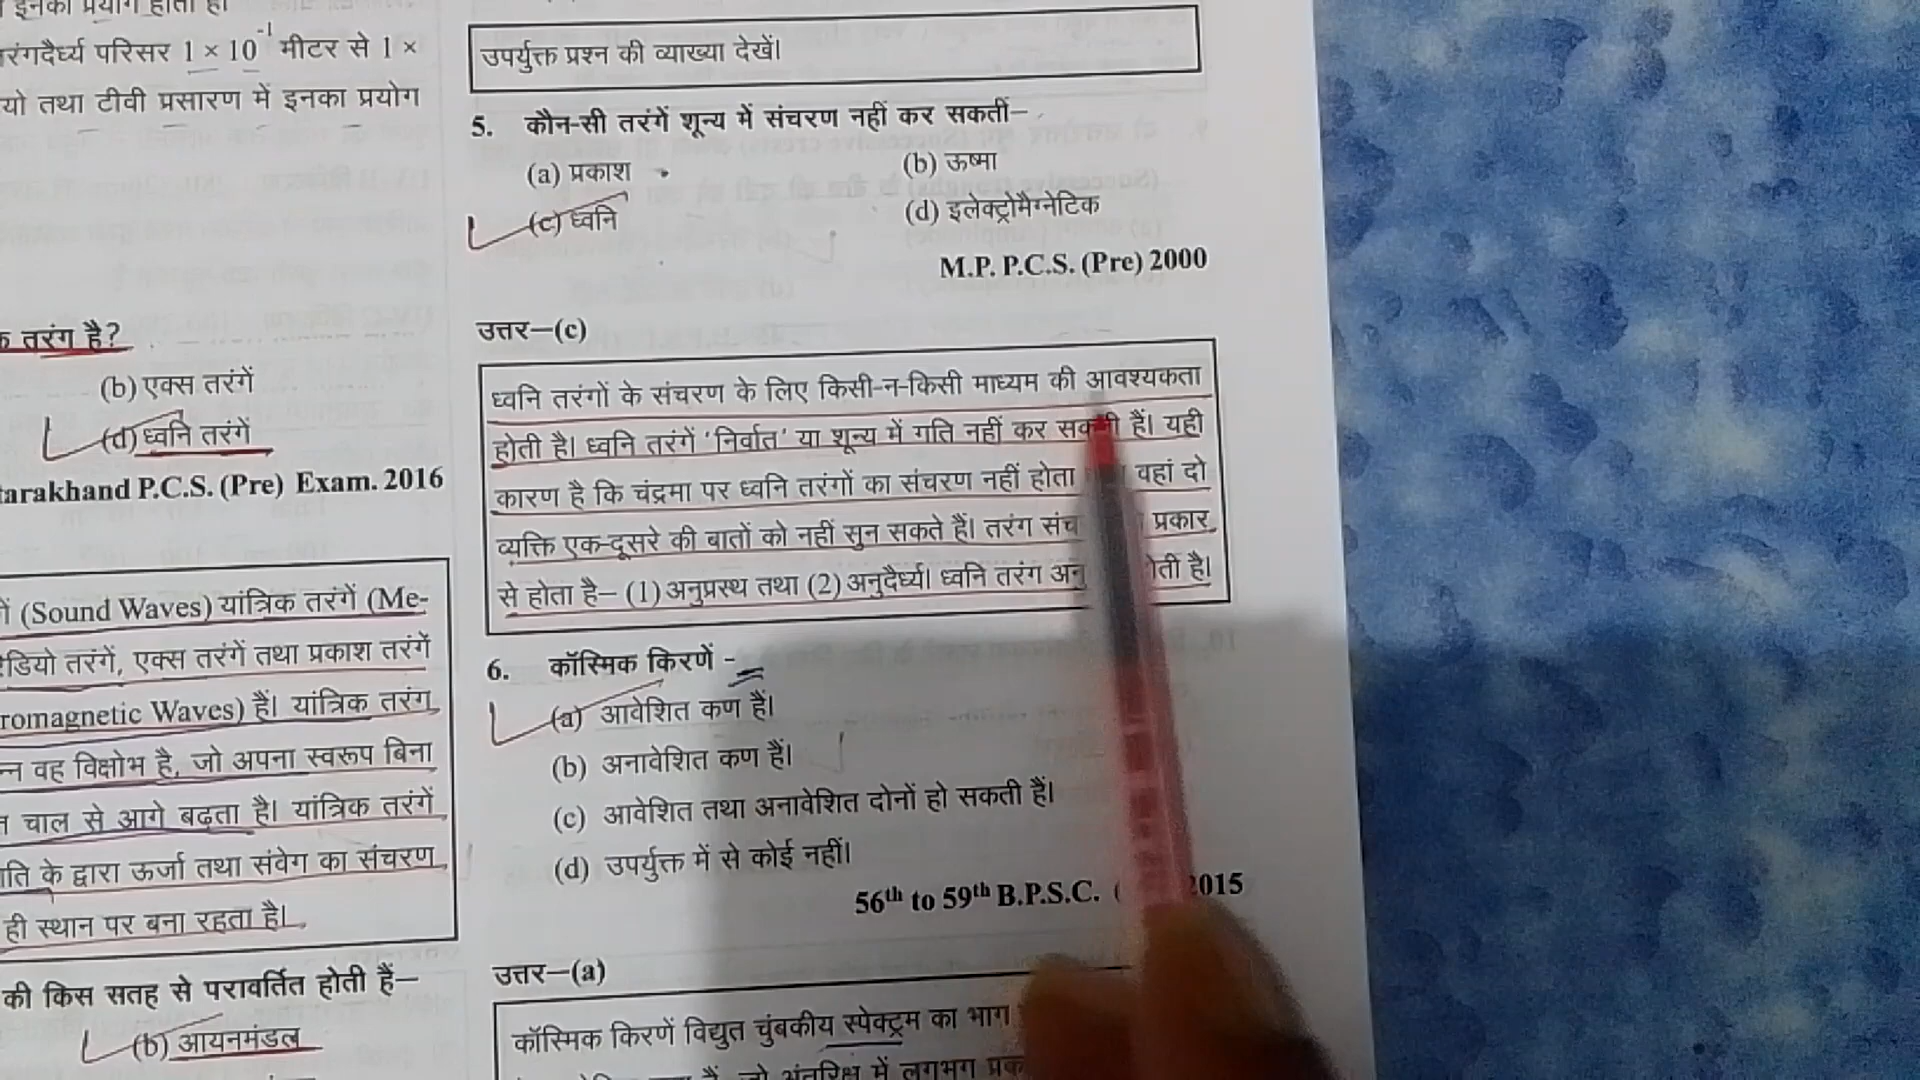 इनका प्रयोग होता है।
रंगदैर्ध्य परिसर 1 × 10⁻¹ मीटर से 1 ×
यो तथा टीवी प्रसारण में इनका प्रयोग
तरंग है?
(b) एक्स तरंगें
(d) ध्वनि तरंगें
tarakhand P.C.S. (Pre) Exam. 2016
(Sound Waves) यांत्रिक तरंगें (Me-
डियो तरंगें, एक्स तरंगें तथा प्रकाश तरंगें
romagnetic Waves) हैं। यांत्रिक तरंग
वह विक्षोभ है, जो अपना स्वरूप बिना
चाल से आगे बढ़ता है। यांत्रिक तरंगें
के द्वारा ऊर्जा तथा संवेग का संचरण
ही स्थान पर बना रहता है।
की किस सतह से परावर्तित होती हैं–
(b) आयनमंडल
उपर्युक्त प्रश्न की व्याख्या देखें।
5. कौन-सी तरंगें शून्य में संचरण नहीं कर सकतीं–
(a) प्रकाश (b) ऊष्मा
(c) ध्वनि (d) इलेक्ट्रोमैग्नेटिक
M.P. P.C.S. (Pre) 2000
उत्तर–(c)
ध्वनि तरंगों के संचरण के लिए किसी-न-किसी माध्यम की आवश्यकता
होती है। ध्वनि तरंगें 'निर्वात' या शून्य में गति नहीं कर सकती हैं। यही
कारण है कि चंद्रमा पर ध्वनि तरंगों का संचरण नहीं होता वहां दो
व्यक्ति एक-दूसरे की बातों को नहीं सुन सकते हैं। तरंग प्रकार
से होता है– (1) अनुप्रस्थ तथा (2) अनुदैर्ध्य। ध्वनि तरंग है।
6. कॉस्मिक किरणें -
(a) आवेशित कण हैं।
(b) अनावेशित कण हैं।
(c) आवेशित तथा अनावेशित दोनों हो सकती हैं।
(d) उपर्युक्त में से कोई नहीं।
56th to 59th B.P.S.C. 2015
उत्तर–(a)
कॉस्मिक किरणें विद्युत चुंबकीय स्पेक्ट्रम का भाग
जो अंतरिक्ष में लगभग